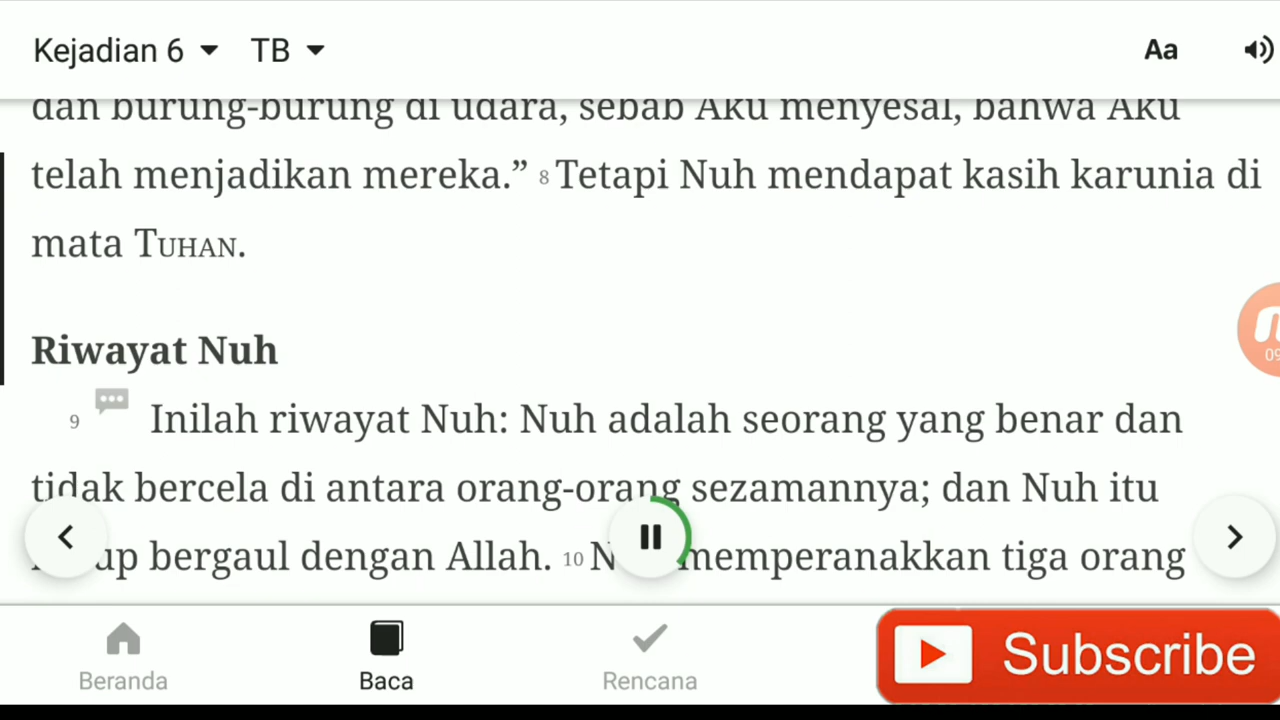 Kejadian 6 TB Aa
dan burung-burung di udara, sebab Aku menyesal, bahwa Aku
telah menjadikan mereka.” 8 Tetapi Nuh mendapat kasih karunia di
mata TUHAN.
Riwayat Nuh
9 Inilah riwayat Nuh: Nuh adalah seorang yang benar dan
tidak bercela di antara orang-orang sezamannya; dan Nuh itu
up bergaul dengan Allah. 10 N memperanakkan tiga orang
Beranda Baca Rencana Subscribe